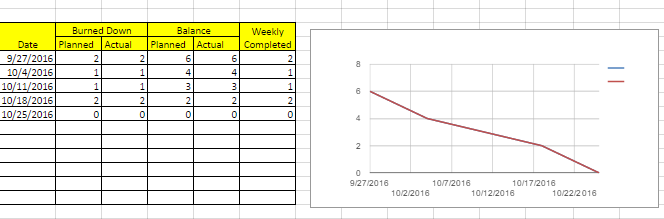 Burned Down Balance Weekly
Date Planned Actual Planned Actual Completed
9/27/2016 2 2 6 6 2
10/4/2016 1 1 4 4 1
10/11/2016 1 1 3 3 1
10/18/2016 2 2 2 2 2
10/25/2016 0 0 0 0 0
8
6
4
2
0
9/27/2016 10/7/2016 10/17/2016
10/2/2016 10/12/2016 10/22/2016